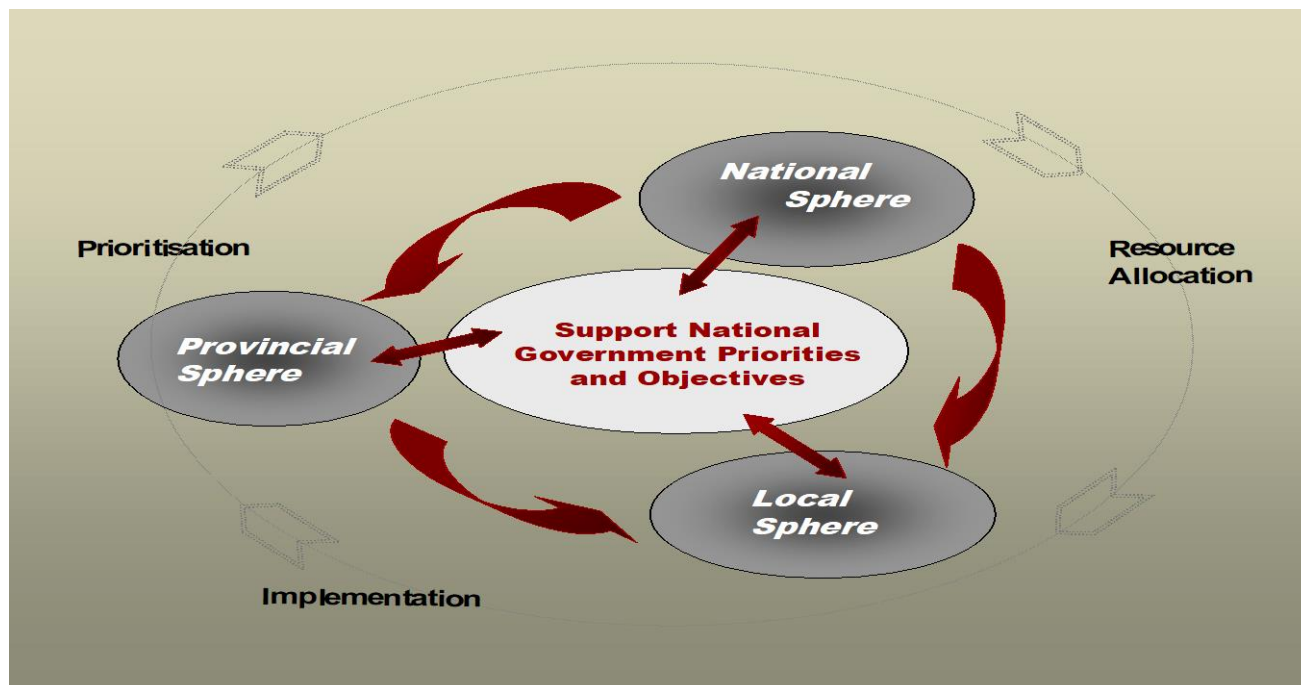 National
Sphere
Prioritisation
Resource
Allocation
Support National
Government Priorities
and Objectives
Provincial
Sphere
Local
Sphere
Implementation